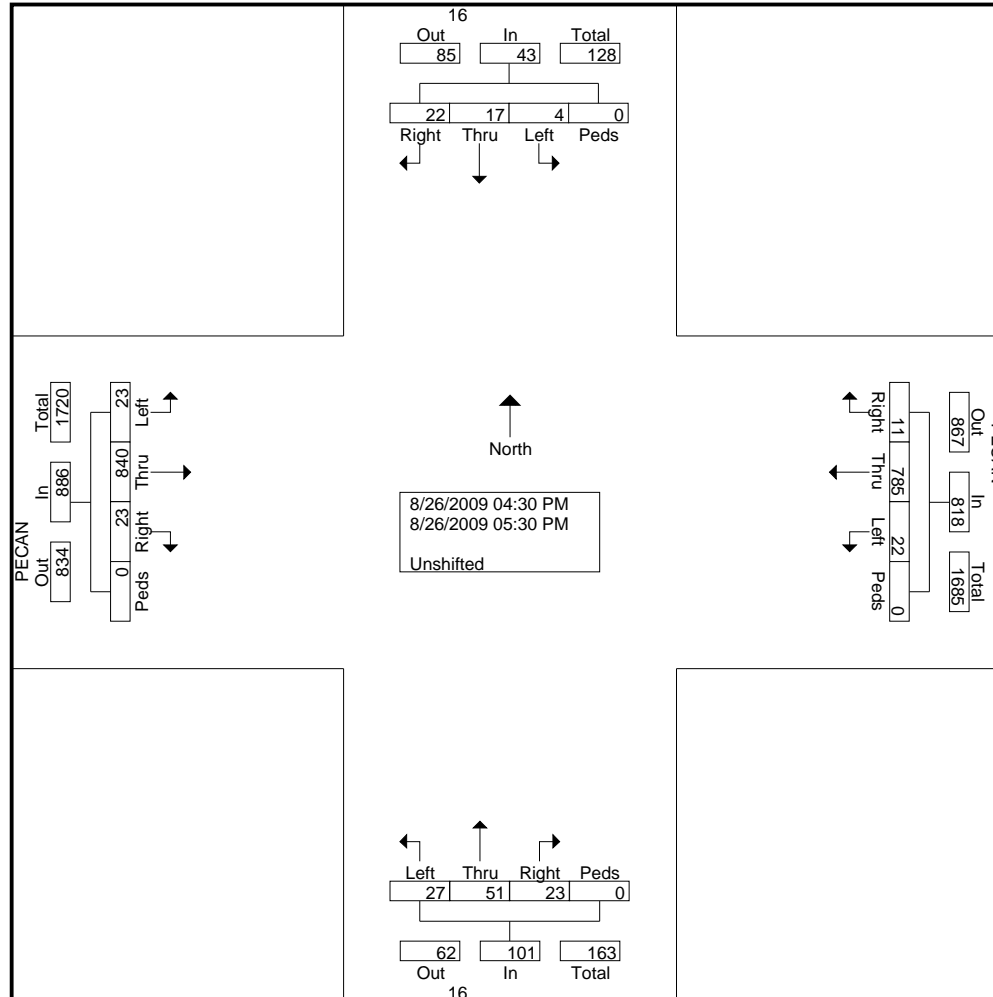 16
Out In Total
85 43 128
22 17 4 0
Right Thru Left Peds
Total In Out
1720 886 834
PECAN
23 840 23 0
Left Thru Right Peds
North
8/26/2009 04:30 PM
8/26/2009 05:30 PM
Unshifted
Right Thru Left Peds
11 785 22 0
Out In Total
867 818 1685
Left Thru Right Peds
27 51 23 0
62 101 163
Out In Total
16